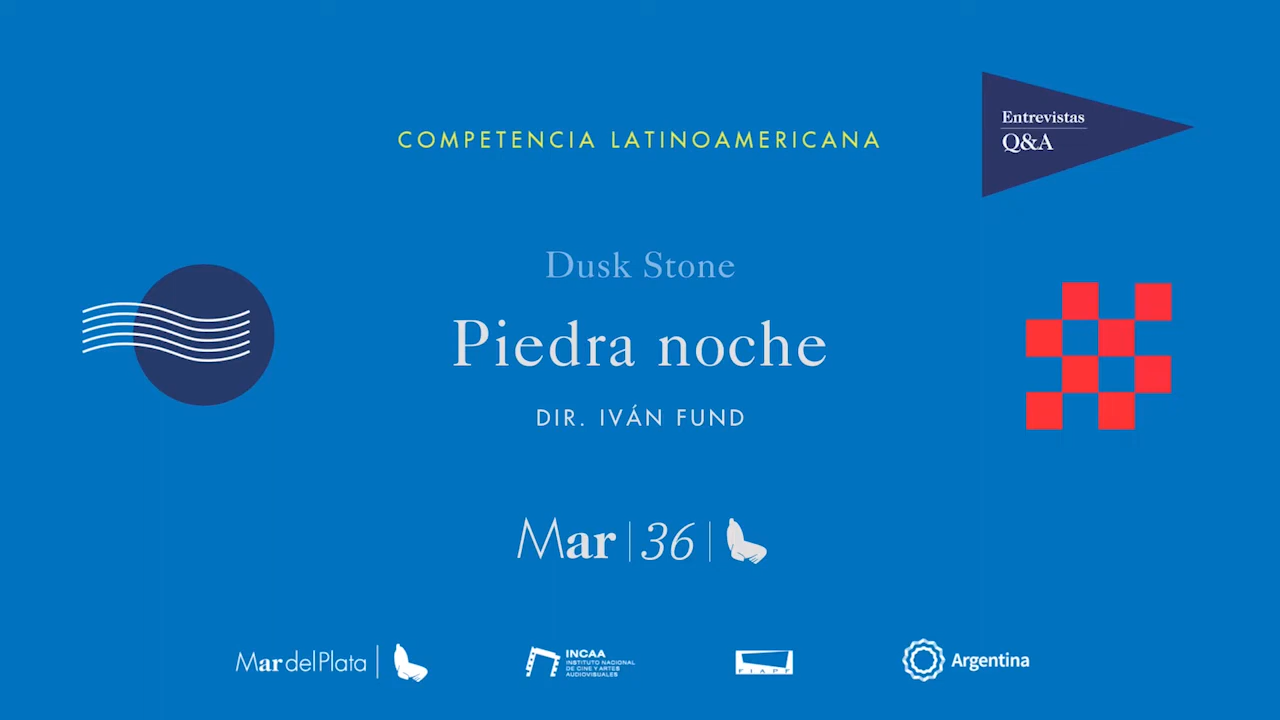 COMPETENCIA LATINOAMERICANA
Entrevistas
Q&A
Dusk Stone
Piedra noche
DIR. IVÁN FUND
Mar | 36 |
Mar del Plata |
INCAA
INSTITUTO NACIONAL
DE CINE Y ARTES
AUDIOVISUALES
FIAPF
Argentina